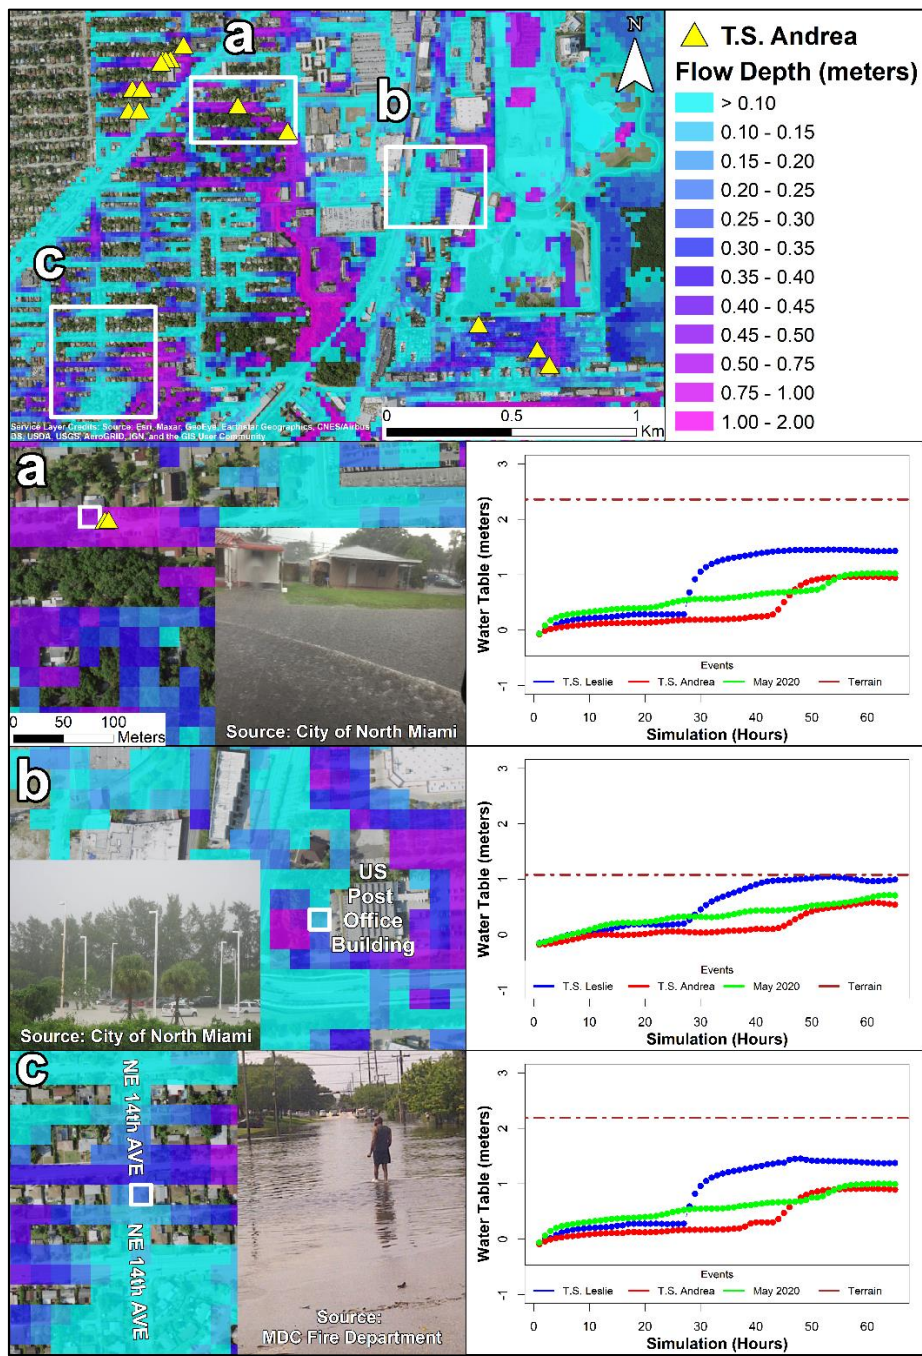 a
b
c
N
T.S. Andrea
Flow Depth (meters)
> 0.10
0.10 - 0.15
0.15 - 0.20
0.20 - 0.25
0.25 - 0.30
0.30 - 0.35
0.35 - 0.40
0.40 - 0.45
0.45 - 0.50
0.50 - 0.75
0.75 - 1.00
1.00 - 2.00
0 0.5 1
Km
Service Layer Credits: Source: Esri, Maxar, GeoEye, Earthstar Geographics, CNES/Airbus
DS, USDA, USGS, AeroGRID, IGN, and the GIS User Community
a
0 50 100
Meters
Source: City of North Miami
Water Table (meters)
3
2
1
0
-1
Events
T.S. Leslie T.S. Andrea May 2020 Terrain
0 10 20 30 40 50 60
Simulation (Hours)
b
US
Post
Office
Building
Source: City of North Miami
Water Table (meters)
3
2
1
0
-1
Events
T.S. Leslie T.S. Andrea May 2020 Terrain
0 10 20 30 40 50 60
Simulation (Hours)
c
NE 14th AVE
NE 14th AVE
Source:
MDC Fire Department
Water Table (meters)
3
2
1
0
-1
Events
T.S. Leslie T.S. Andrea May 2020 Terrain
0 10 20 30 40 50 60
Simulation (Hours)